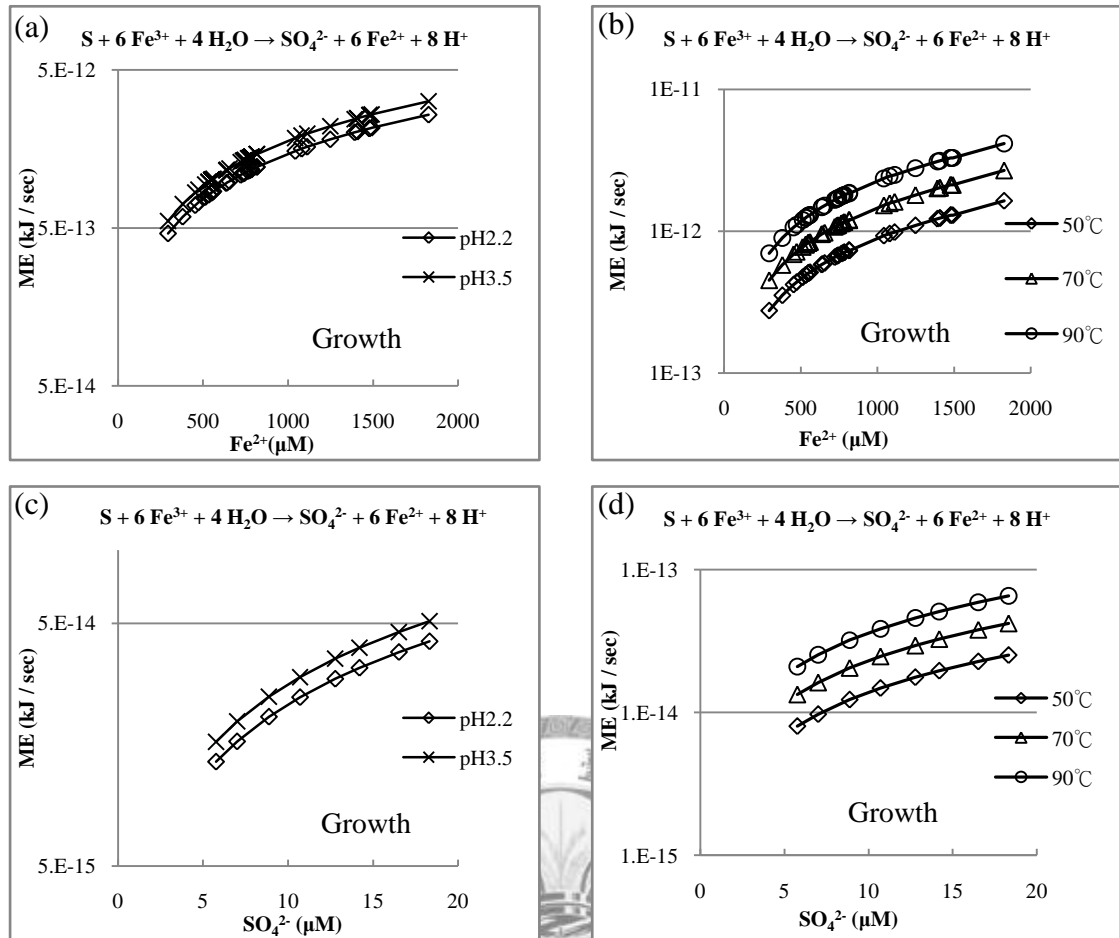 (a)
S + 6 Fe³⁺ + 4 H₂O → SO₄²⁻ + 6 Fe²⁺ + 8 H⁺
5.E-12
5.E-13
5.E-14
ME (kJ / sec)
pH2.2
pH3.5
Growth
0 500 1000 1500 2000
Fe²⁺(μM)
(b)
S + 6 Fe³⁺ + 4 H₂O → SO₄²⁻ + 6 Fe²⁺ + 8 H⁺
1E-11
1E-12
1E-13
ME (kJ / sec)
50℃
70℃
90℃
Growth
0 500 1000 1500 2000
Fe²⁺ (μM)
(c)
S + 6 Fe³⁺ + 4 H₂O → SO₄²⁻ + 6 Fe²⁺ + 8 H⁺
5.E-14
5.E-15
ME (kJ / sec)
pH2.2
pH3.5
Growth
0 5 10 15 20
SO₄²⁻ (μM)
(d)
S + 6 Fe³⁺ + 4 H₂O → SO₄²⁻ + 6 Fe²⁺ + 8 H⁺
1.E-13
1.E-14
1.E-15
ME (kJ / sec)
50℃
70℃
90℃
Growth
0 5 10 15 20
SO₄²⁻ (μM)